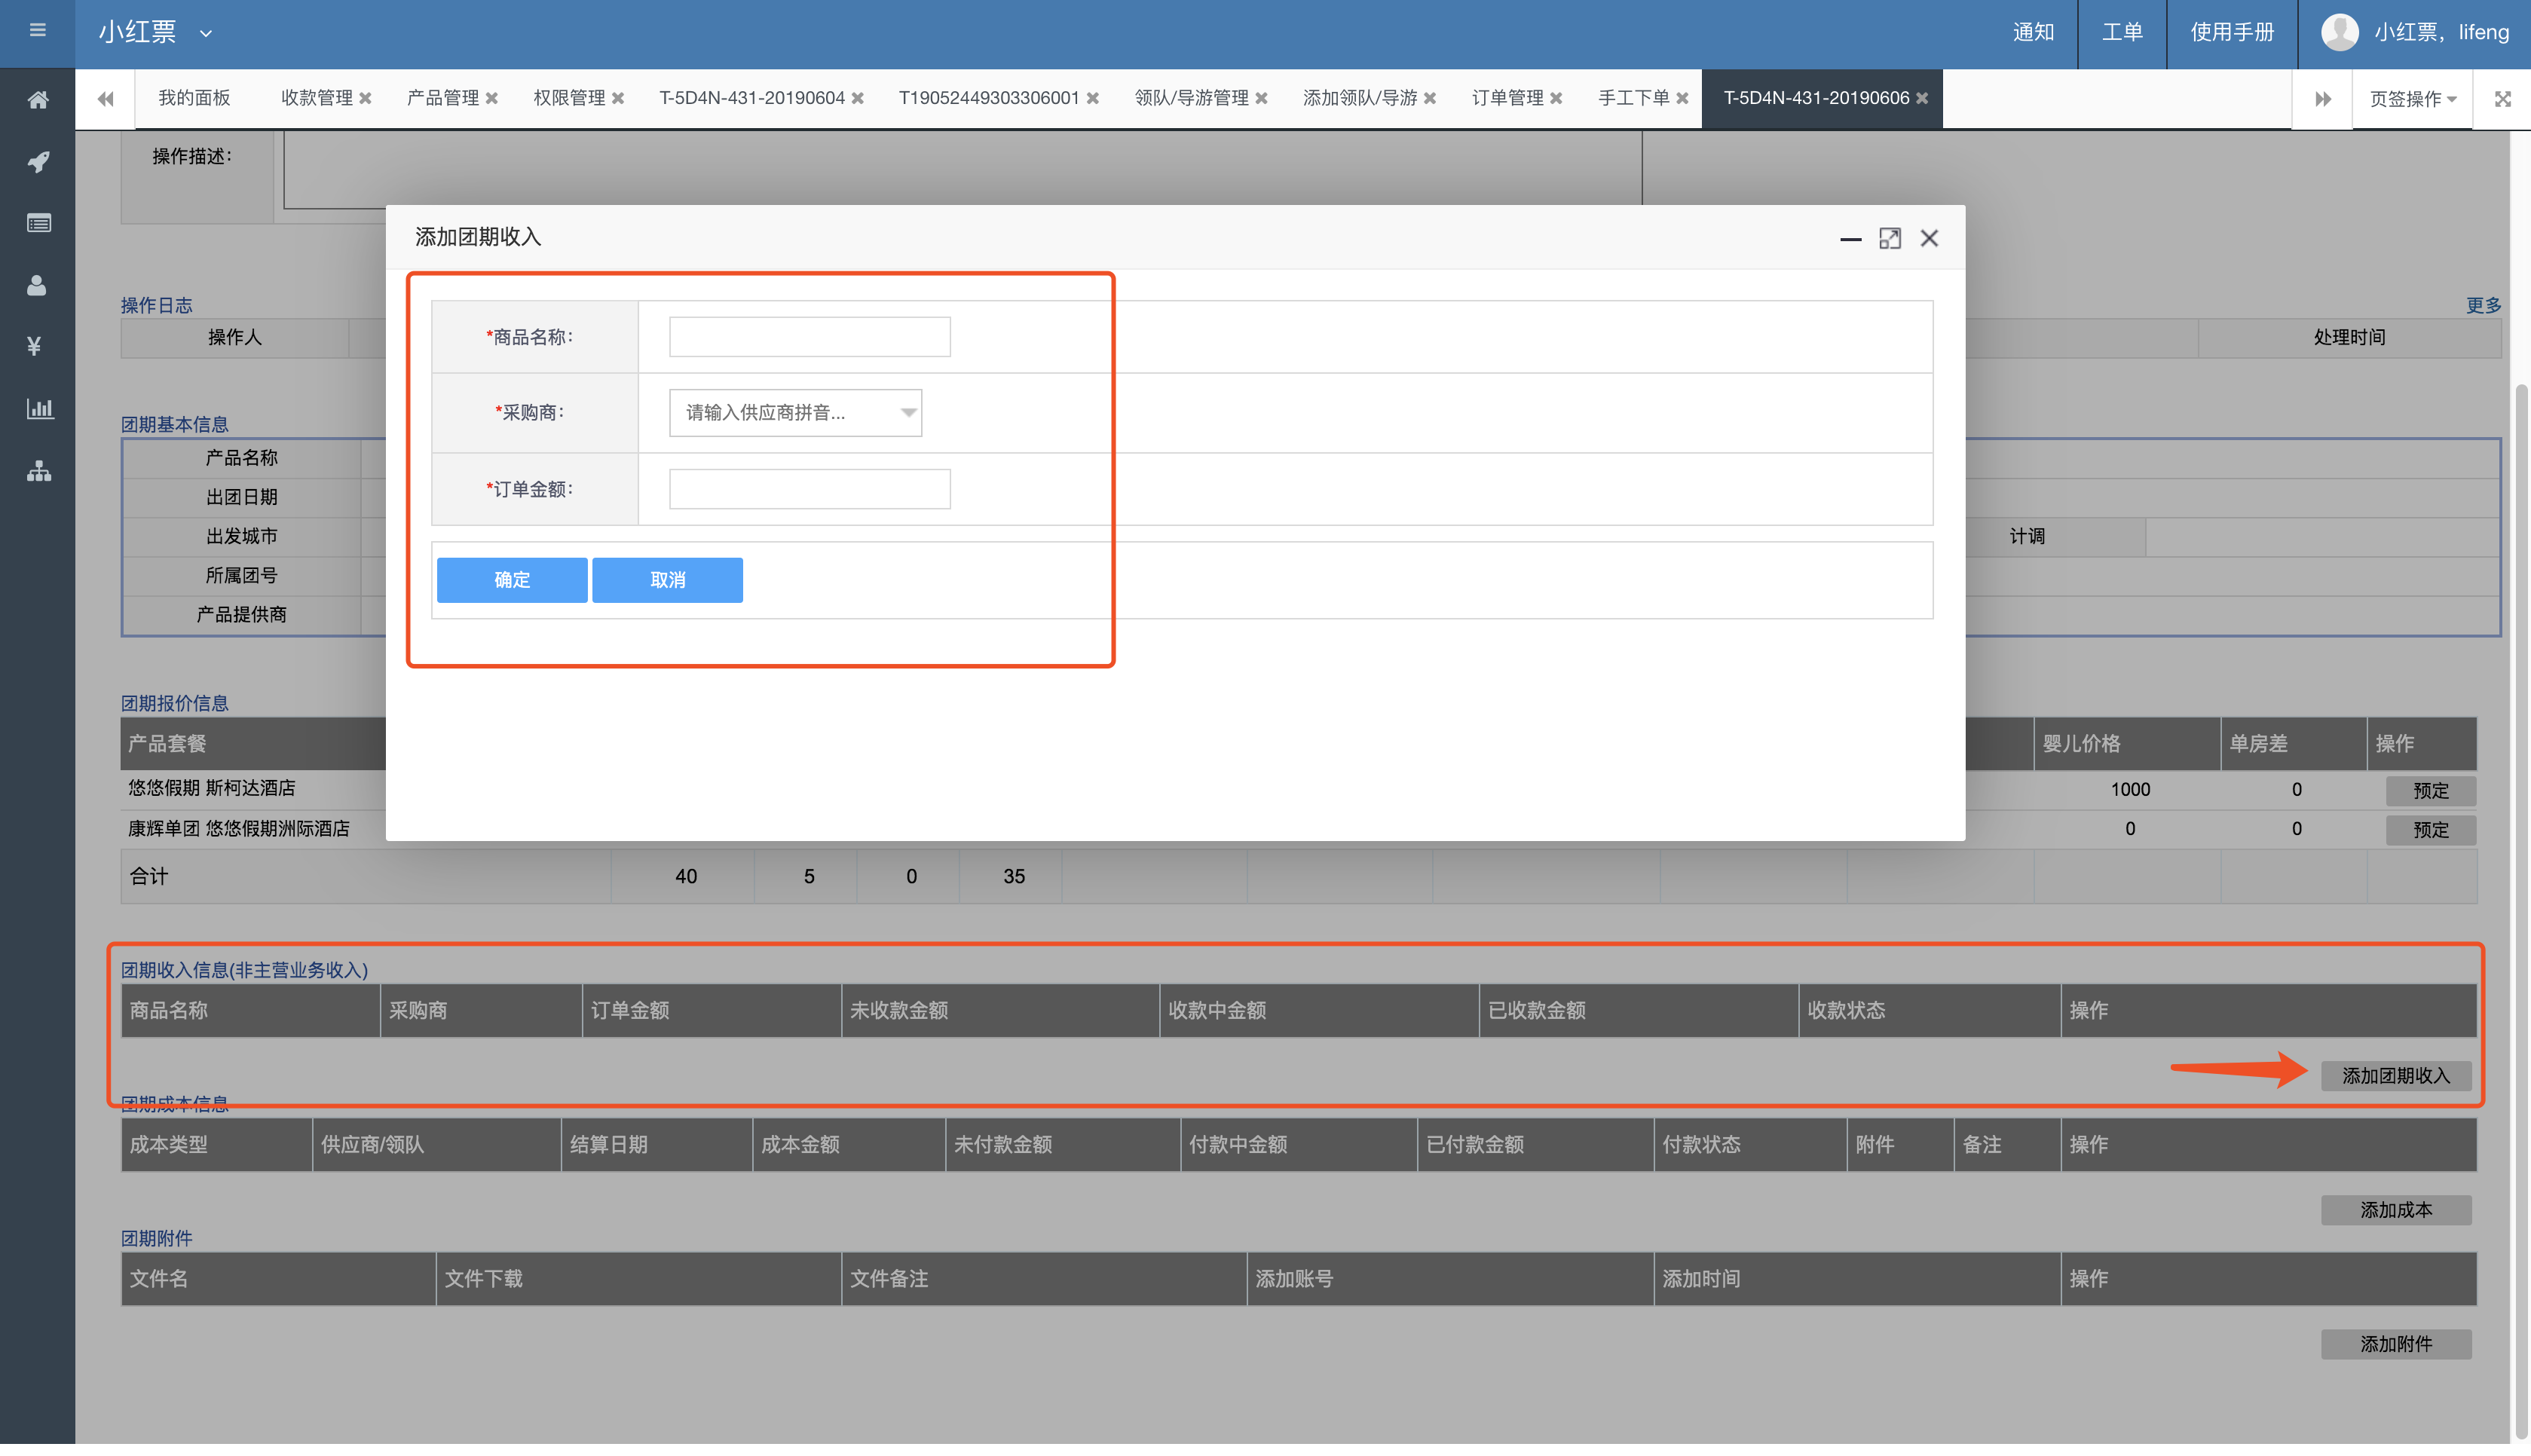 小红票
通知 工单 使用手册 小红票, lifeng
我的面板 收款管理 产品管理 权限管理 T-5D4N-431-20190604 T19052449303306001 领队/导游管理 添加领队/导游 订单管理 手工下单 T-5D4N-431-20190606 页签操作
操作描述:
添加团期收入
*商品名称:
*采购商: 请输入供应商拼音...
*订单金额:
确定 取消
操作日志 更多
操作人 处理时间
团期基本信息
产品名称
出团日期
出发城市 计调
所属团号
产品提供商
团期报价信息
产品套餐 婴儿价格 单房差 操作
悠悠假期 斯柯达酒店 1000 0 预定
康辉单团 悠悠假期洲际酒店 0 0 预定
合计 40 5 0 35
团期收入信息(非主营业务收入)
商品名称 采购商 订单金额 未收款金额 收款中金额 已收款金额 收款状态 操作
添加团期收入
团期成本信息
成本类型 供应商/领队 结算日期 成本金额 未付款金额 付款中金额 已付款金额 付款状态 附件 备注 操作
添加成本
团期附件
文件名 文件下载 文件备注 添加账号 添加时间 操作
添加附件